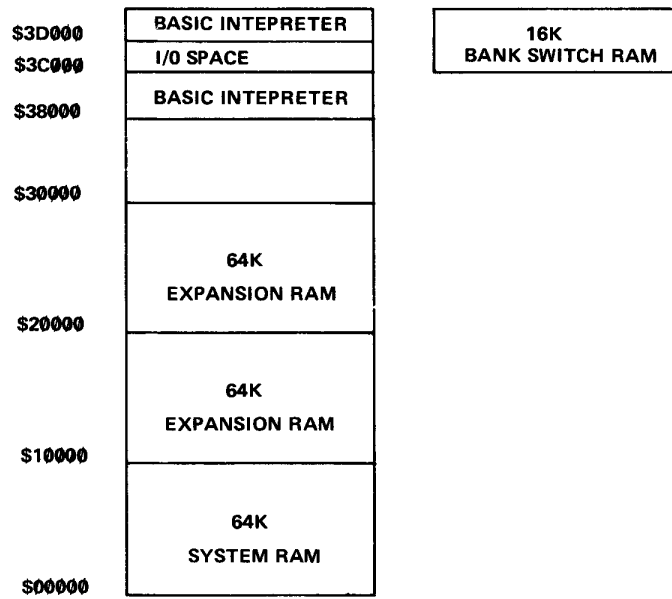 BASIC INTEPRETER
$3D000
I/O SPACE
$3C000
BASIC INTEPRETER
$38000
$30000
64K
EXPANSION RAM
$20000
64K
EXPANSION RAM
$10000
64K
SYSTEM RAM
$00000
16K
BANK SWITCH RAM